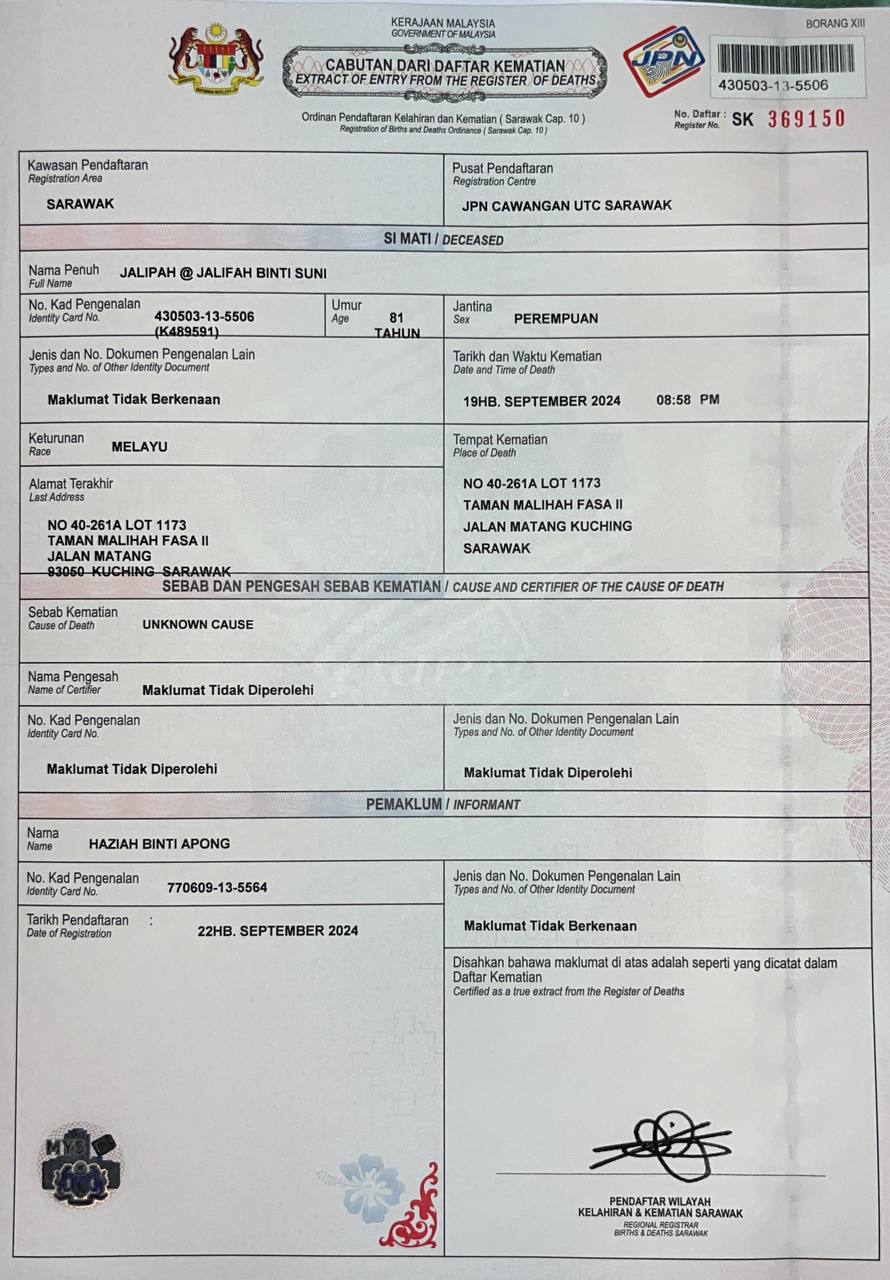 KERAJAAN MALAYSIA
GOVERNMENT OF MALAYSIA
BORANG XIII
CABUTAN DARI DAFTAR KEMATIAN
EXTRACT OF ENTRY FROM THE REGISTER OF DEATHS
JPN
430503-13-5506
Ordinan Pendaftaran Kelahiran dan Kematian ( Sarawak Cap. 10 )
Registration of Births and Deaths Ordinance ( Sarawak Cap. 10 )
No. Daftar : SK 369150
Register No.
Kawasan Pendaftaran
Registration Area
SARAWAK
Pusat Pendaftaran
Registration Centre
JPN CAWANGAN UTC SARAWAK
SI MATI / DECEASED
Nama Penuh JALIPAH @ JALIFAH BINTI SUNI
Full Name
No. Kad Pengenalan
Identity Card No.
430503-13-5506
(K489591)
Umur
Age
81
TAHUN
Jantina
Sex
PEREMPUAN
Jenis dan No. Dokumen Pengenalan Lain
Types and No. of Other Identity Document
Maklumat Tidak Berkenaan
Tarikh dan Waktu Kematian
Date and Time of Death
19HB. SEPTEMBER 2024 08:58 PM
Keturunan
Race
MELAYU
Tempat Kematian
Place of Death
NO 40-261A LOT 1173
TAMAN MALIHAH FASA II
JALAN MATANG KUCHING
SARAWAK
Alamat Terakhir
Last Address
NO 40-261A LOT 1173
TAMAN MALIHAH FASA II
JALAN MATANG
93050 KUCHING SARAWAK
SEBAB DAN PENGESAH SEBAB KEMATIAN / CAUSE AND CERTIFIER OF THE CAUSE OF DEATH
Sebab Kematian
Cause of Death
UNKNOWN CAUSE
Nama Pengesah
Name of Certifier
Maklumat Tidak Diperolehi
No. Kad Pengenalan
Identity Card No.
Maklumat Tidak Diperolehi
Jenis dan No. Dokumen Pengenalan Lain
Types and No. of Other Identity Document
Maklumat Tidak Diperolehi
PEMAKLUM / INFORMANT
Nama
Name
HAZIAH BINTI APONG
No. Kad Pengenalan
Identity Card No.
770609-13-5564
Jenis dan No. Dokumen Pengenalan Lain
Types and No. of Other Identity Document
Maklumat Tidak Berkenaan
Tarikh Pendaftaran :
Date of Registration
22HB. SEPTEMBER 2024
Disahkan bahawa maklumat di atas adalah seperti yang dicatat dalam
Daftar Kematian
Certified as a true extract from the Register of Deaths
MYS
PENDAFTAR WILAYAH
KELAHIRAN & KEMATIAN SARAWAK
REGIONAL REGISTRAR
BIRTHS & DEATHS SARAWAK